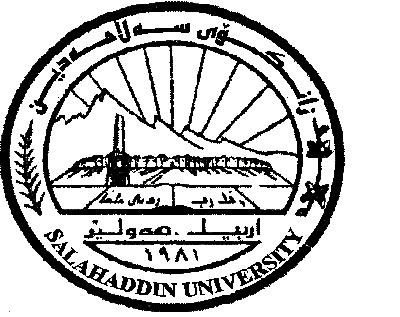 زانكۆی سەلاحەدین
اربيل . هەولێر
١٩٨١
SALAHADDIN UNIVERSITY